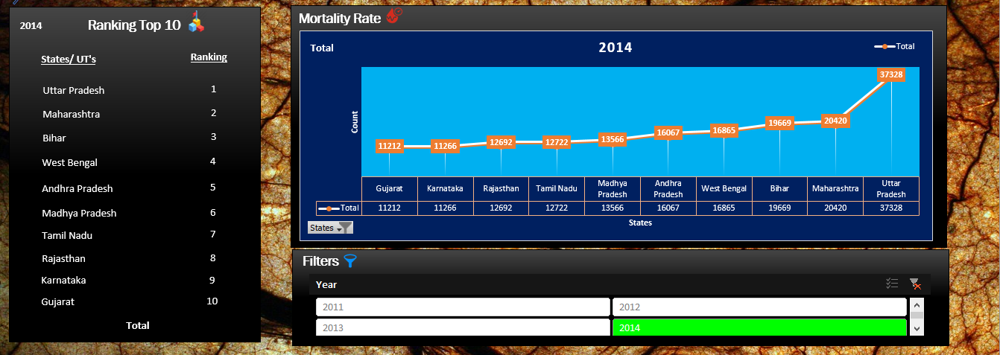 2014 Ranking Top 10
States/ UT's Ranking
Uttar Pradesh 1
Maharashtra 2
Bihar 3
West Bengal 4
Andhra Pradesh 5
Madhya Pradesh 6
Tamil Nadu 7
Rajasthan 8
Karnataka 9
Gujarat 10
Total
Mortality Rate
Total 2014 Total
Count
11212 11266 12692 12722 13566 16067 16865 19669 20420 37328
Gujarat Karnataka Rajasthan Tamil Nadu Madhya Pradesh Andhra Pradesh West Bengal Bihar Maharashtra Uttar Pradesh
Total 11212 11266 12692 12722 13566 16067 16865 19669 20420 37328
States
States
Filters
Year
2011 2012
2013 2014